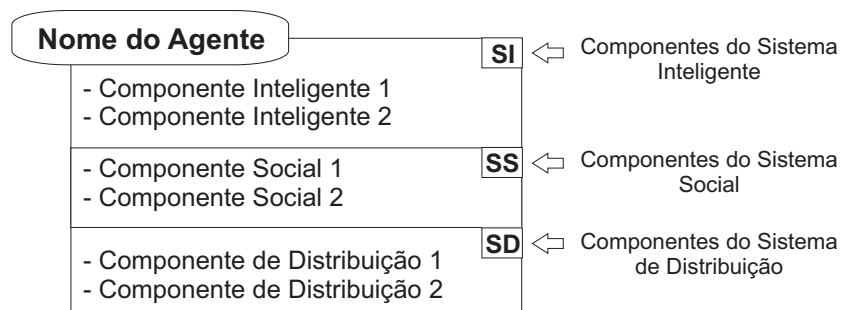 Nome do Agente
SI
Componentes do Sistema
Inteligente
- Componente Inteligente 1
- Componente Inteligente 2
SS
Componentes do Sistema
Social
- Componente Social 1
- Componente Social 2
SD
Componentes do Sistema
de Distribuição
- Componente de Distribuição 1
- Componente de Distribuição 2